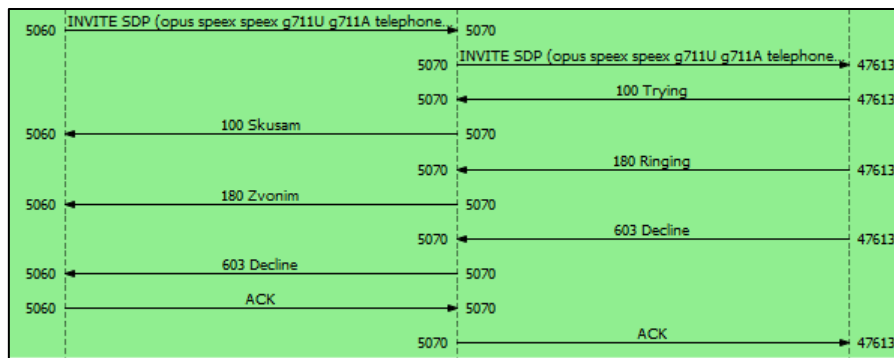 5060 INVITE SDP (opus speex speex g711U g711A telephone... 5070
5070 INVITE SDP (opus speex speex g711U g711A telephone... 47613
5070 100 Trying 47613
5060 100 Skusam 5070
5070 180 Ringing 47613
5060 180 Zvonim 5070
5070 603 Decline 47613
5060 603 Decline 5070
5060 ACK 5070
5070 ACK 47613